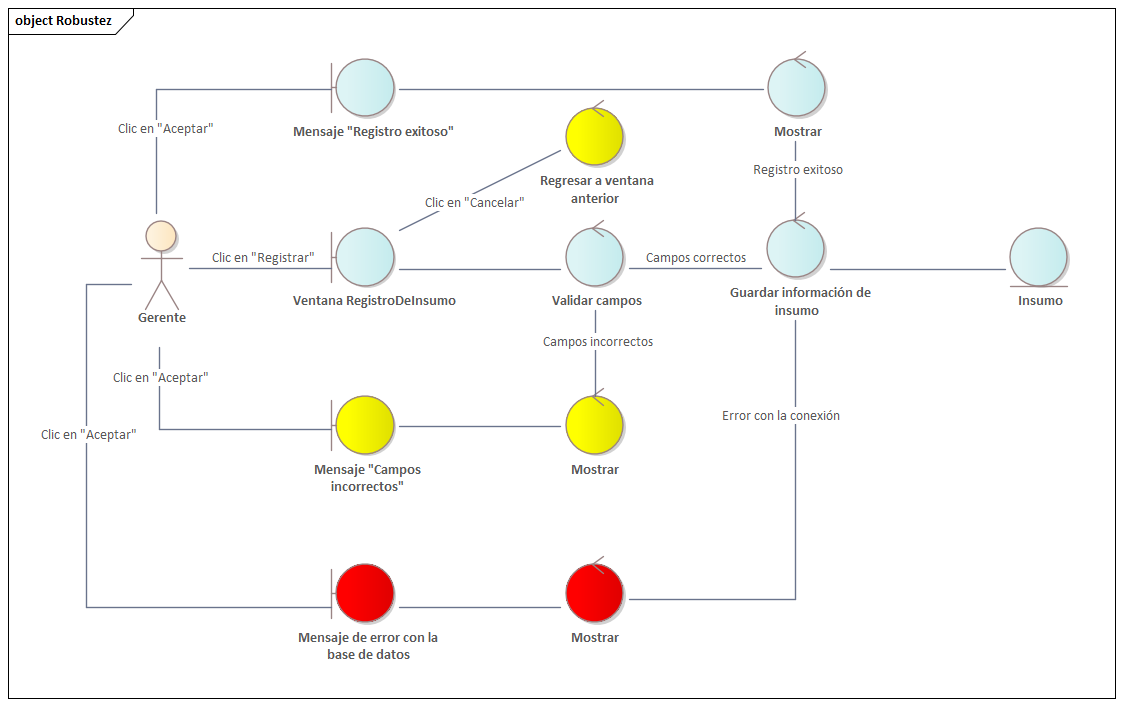 object Robustez
Clic en "Aceptar"
Mensaje "Registro exitoso"
Mostrar
Registro exitoso
Regresar a ventana
anterior
Clic en "Cancelar"
Clic en "Registrar"
Ventana RegistroDeInsumo
Validar campos
Campos correctos
Guardar información de
insumo
Insumo
Gerente
Campos incorrectos
Clic en "Aceptar"
Mensaje "Campos
incorrectos"
Mostrar
Error con la conexión
Clic en "Aceptar"
Mensaje de error con la
base de datos
Mostrar